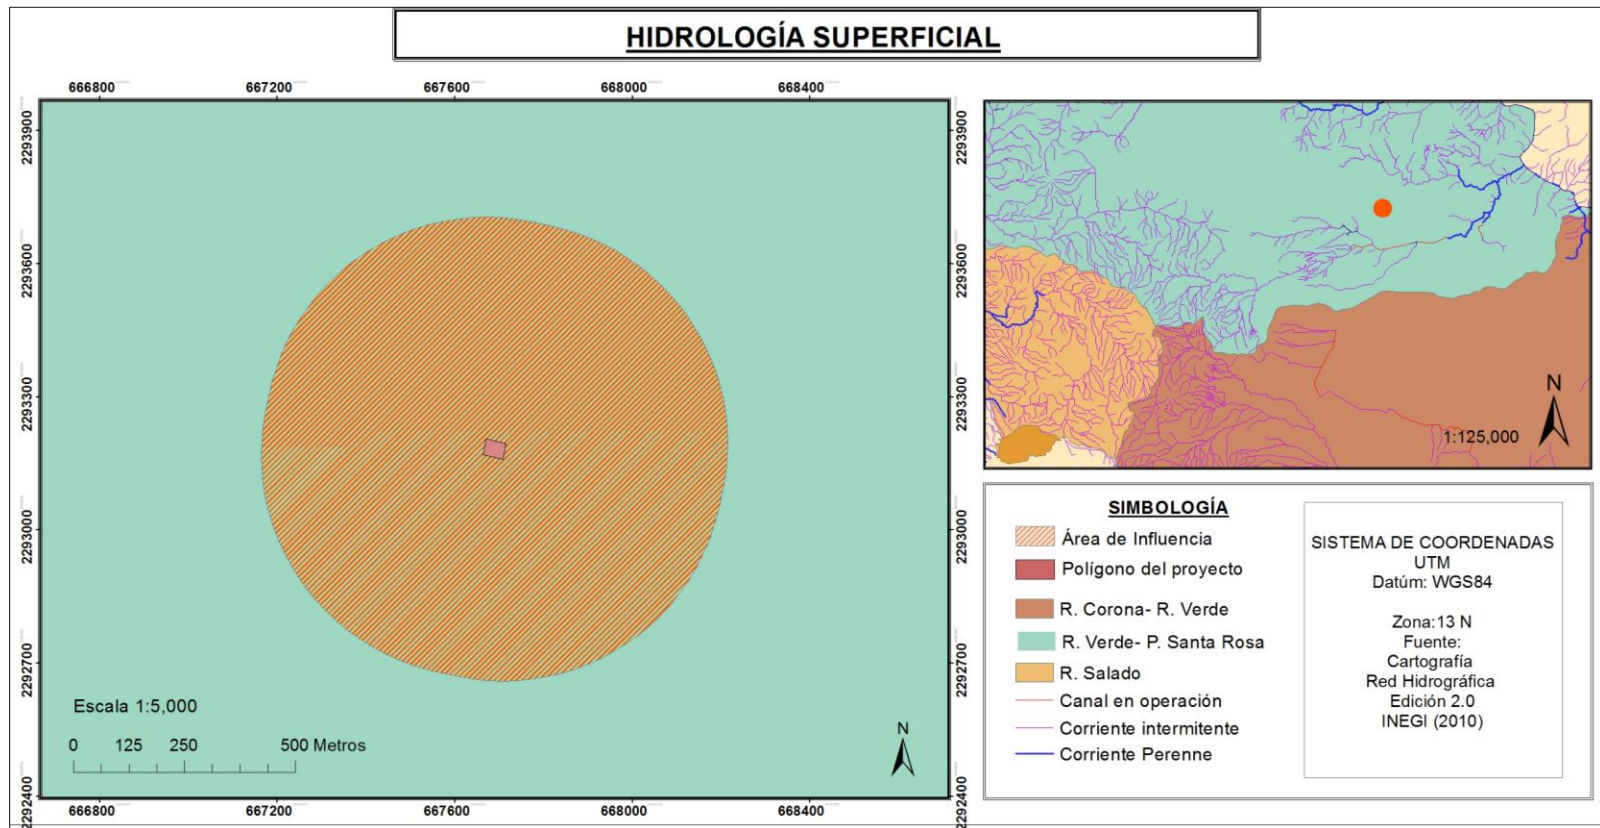 HIDROLOGÍA SUPERFICIAL
666800 667200 667600 668000 668400
2293900 2293900
2293600 2293600
2293300 2293300
2293000 2293000
2292700 2292700
2292400 2292400
Escala 1:5,000
0 125 250 500 Metros
N
666800 667200 667600 668000 668400
N
1:125,000
SIMBOLOGÍA
Área de Influencia
Polígono del proyecto
R. Corona- R. Verde
R. Verde- P. Santa Rosa
R. Salado
Canal en operación
Corriente intermitente
Corriente Perenne
SISTEMA DE COORDENADAS
UTM
Datúm: WGS84
Zona:13 N
Fuente:
Cartografía
Red Hidrográfica
Edición 2.0
INEGI (2010)